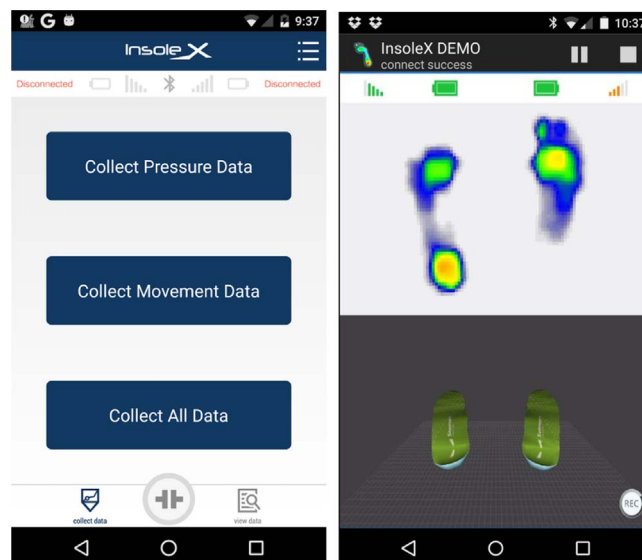 9:37
InsoleX
Disconnected
Disconnected
Collect Pressure Data
Collect Movement Data
Collect All Data
collect data
view data
10:37
InsoleX DEMO
connect success
REC